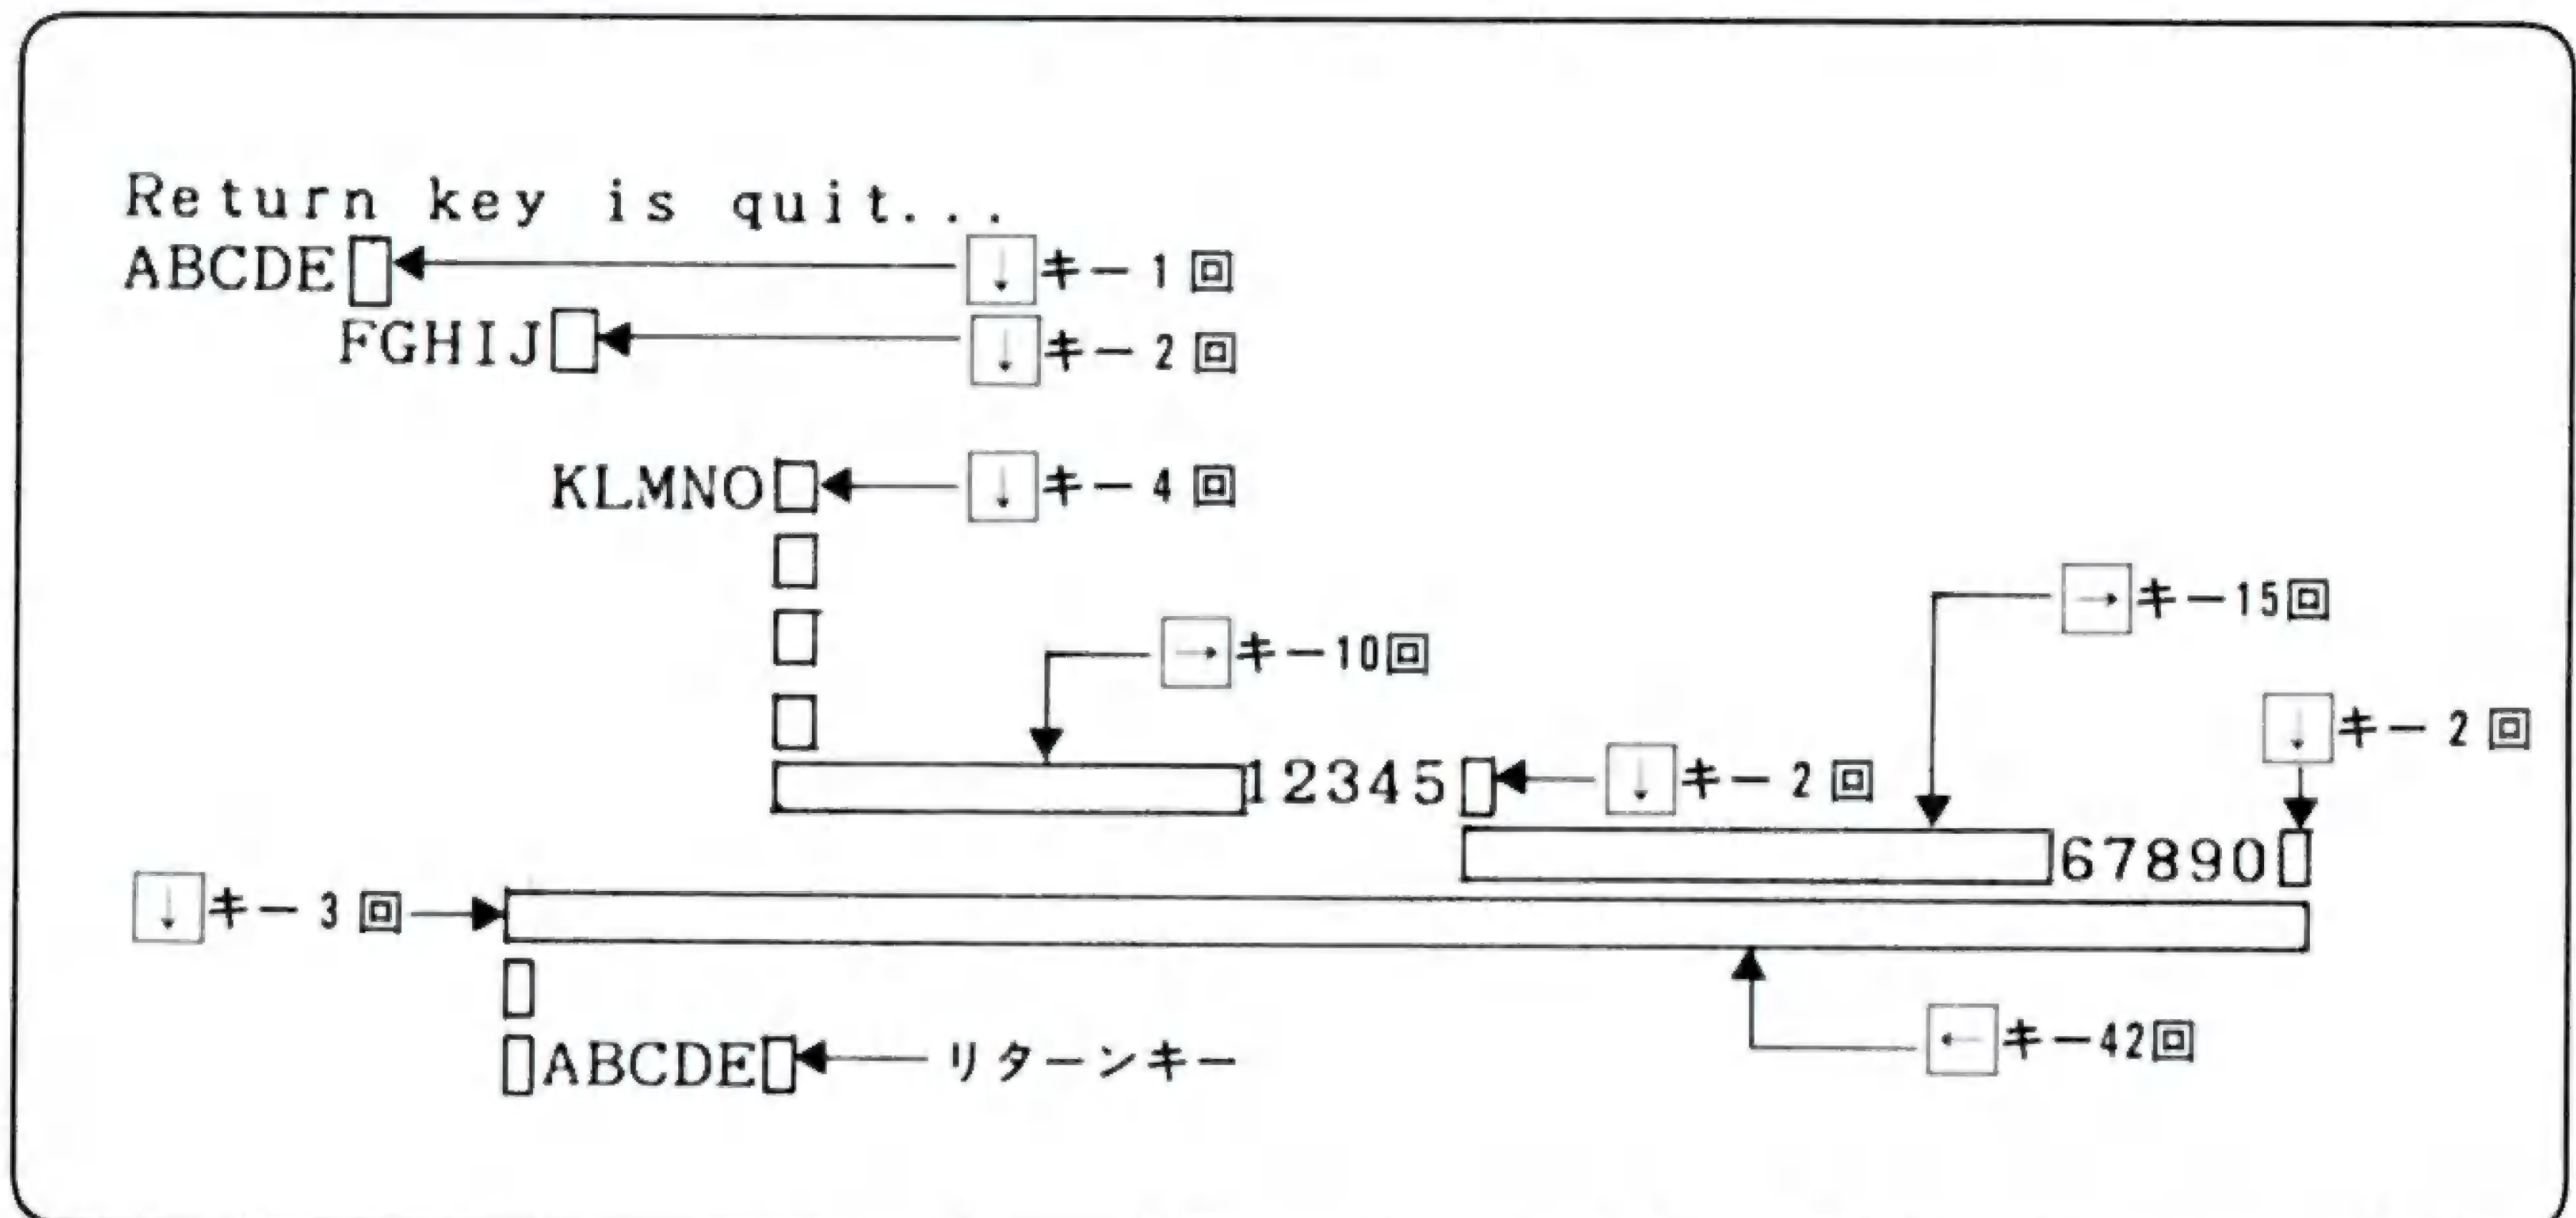 Return key is quit...
ABCDE ↓キー1回
FGHIJ ↓キー2回
KLMNO ↓キー4回
→キー15回
→キー10回
↓キー2回
12345 ↓キー2回
67890
↓キー3回
←キー42回
ABCDE リターンキー